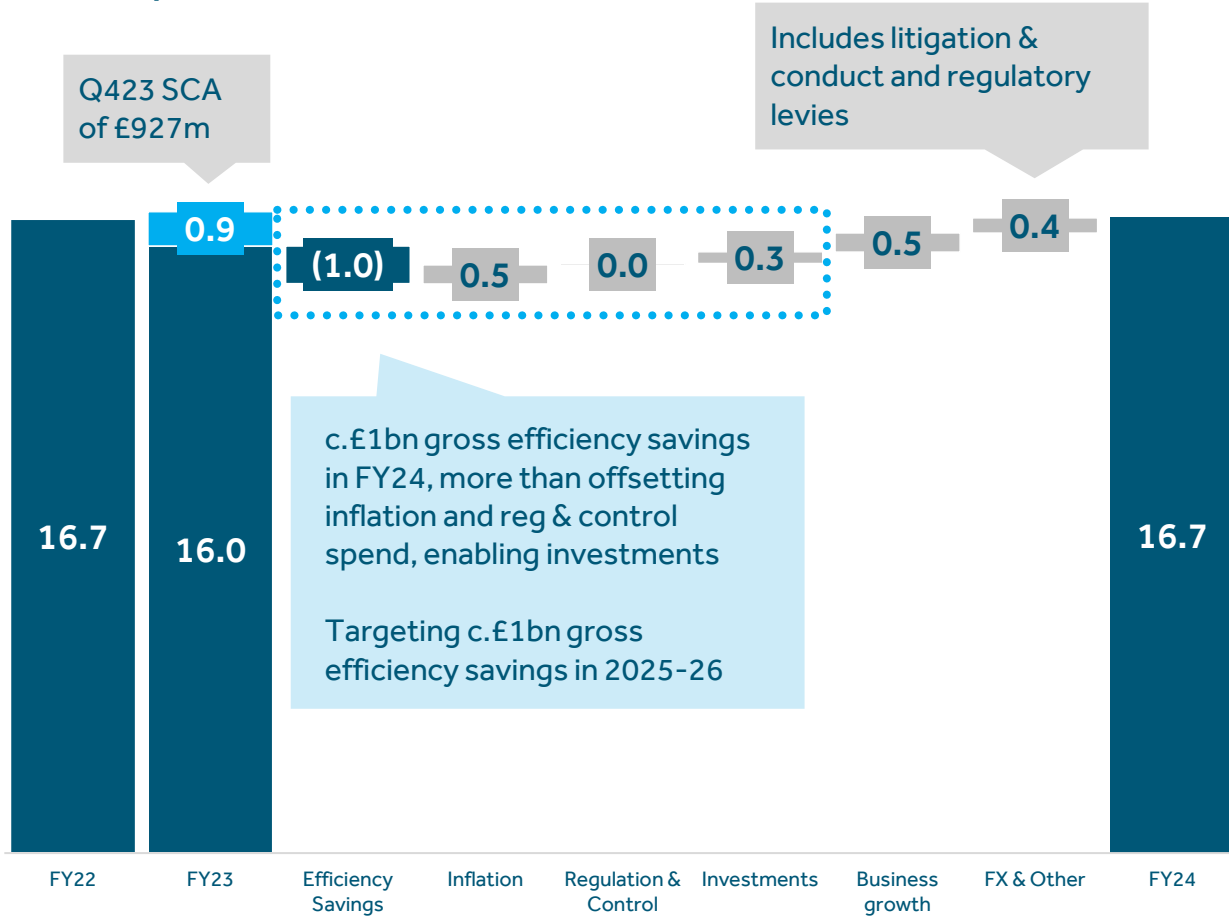 Q423 SCA
of £927m
Includes litigation &
conduct and regulatory
levies
0.9
(1.0)
0.5
0.0
0.3
0.5
0.4
c.£1bn gross efficiency savings
in FY24, more than offsetting
inflation and reg & control
spend, enabling investments
Targeting c.£1bn gross
efficiency savings in 2025-26
16.7
16.0
16.7
FY22
FY23
Efficiency
Savings
Inflation
Regulation &
Control
Investments
Business
growth
FX & Other
FY24